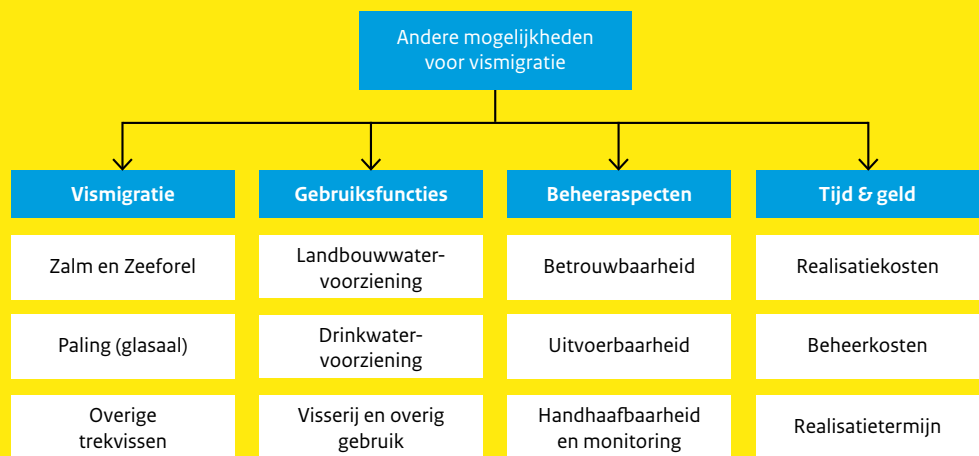 Andere mogelijkheden
voor vismigratie
Vismigratie
Gebruiksfuncties
Beheeraspecten
Tijd & geld
Zalm en Zeeforel
Landbouwwater-
voorziening
Betrouwbaarheid
Realisatiekosten
Paling (glasaal)
Drinkwater-
voorziening
Uitvoerbaarheid
Beheerkosten
Overige
trekvissen
Visserij en overig
gebruik
Handhaafbaarheid
en monitoring
Realisatietermijn